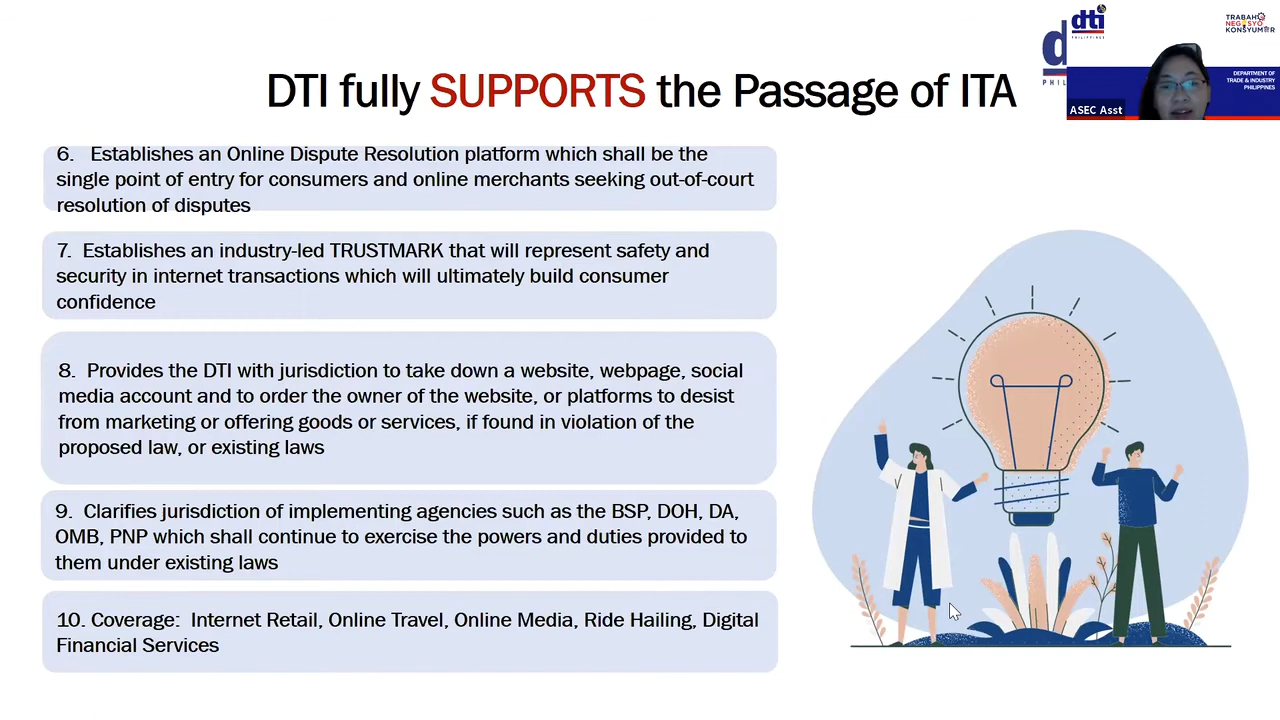 dti
PHILIPPINES
TRABAHO
NEGOSYO
KONSYUMER
d
PHIL
DEPARTMENT OF
TRADE & INDUSTRY
PHILIPPINES
ASEC Asst
DTI fully SUPPORTS the Passage of ITA
6. Establishes an Online Dispute Resolution platform which shall be the
single point of entry for consumers and online merchants seeking out-of-court
resolution of disputes
7. Establishes an industry-led TRUSTMARK that will represent safety and
security in internet transactions which will ultimately build consumer
confidence
8. Provides the DTI with jurisdiction to take down a website, webpage, social
media account and to order the owner of the website, or platforms to desist
from marketing or offering goods or services, if found in violation of the
proposed law, or existing laws
9. Clarifies jurisdiction of implementing agencies such as the BSP, DOH, DA,
OMB, PNP which shall continue to exercise the powers and duties provided to
them under existing laws
10. Coverage: Internet Retail, Online Travel, Online Media, Ride Hailing, Digital
Financial Services